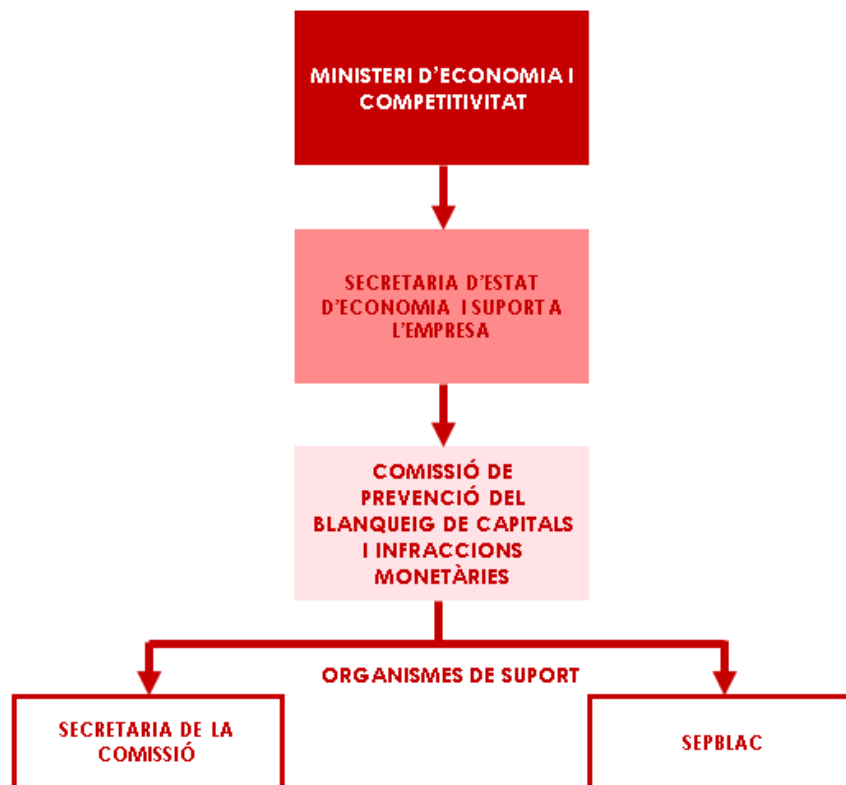 MINISTERI D'ECONOMIA I
COMPETITIVITAT
SECRETARIA D'ESTAT
D'ECONOMIA I SUPORT A
L'EMPRESA
COMISSIÓ DE
PREVENCIÓ DEL
BLANQUEIG DE CAPITALS
I INFRACCIONS
MONETÀRIES
ORGANISMES DE SUPORT
SECRETARIA DE LA
COMISSIÓ
SEPBLAC